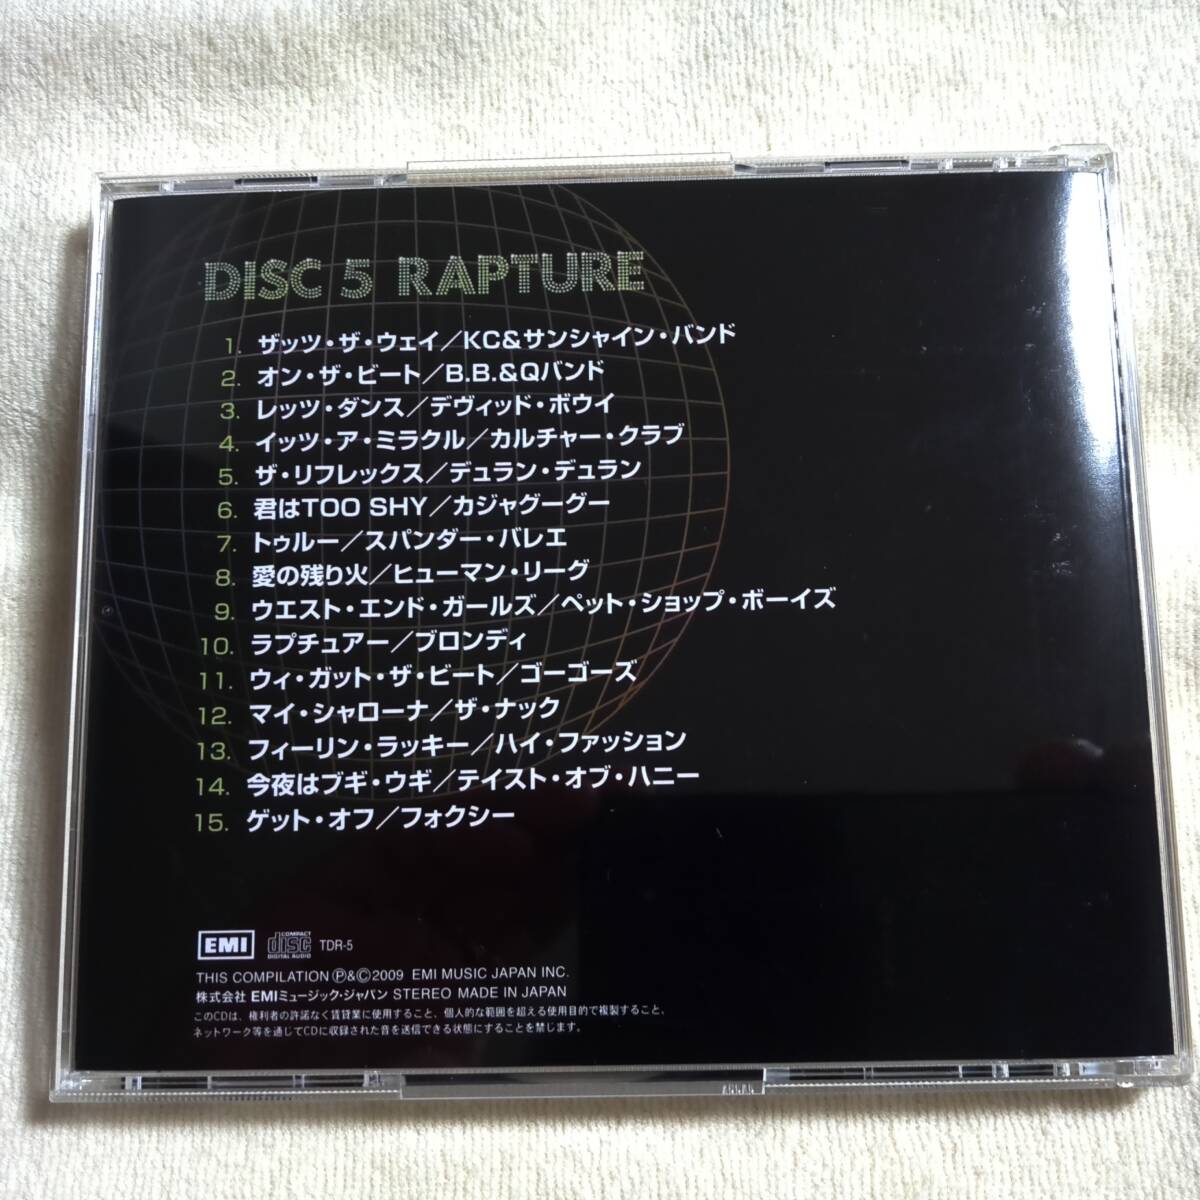 DISC 5 RAPTURE
1. ザッツ・ザ・ウェイ／KC&サンシャイン・バンド
2. オン・ザ・ビート／B.B.&Qバンド
3. レッツ・ダンス／デヴィッド・ボウイ
4. イッツ・ア・ミラクル／カルチャー・クラブ
5. ザ・リフレックス／デュラン・デュラン
6. 君はTOO SHY／カジャグーグー
7. トゥルー／スパンダー・バレエ
8. 愛の残り火／ヒューマン・リーグ
9. ウエスト・エンド・ガールズ／ペット・ショップ・ボーイズ
10. ラプチュアー／ブロンディ
11. ウィ・ガット・ザ・ビート／ゴーゴーズ
12. マイ・シャローナ／ザ・ナック
13. フィーリン・ラッキー／ハイ・ファッション
14. 今夜はブギ・ウギ／テイスト・オブ・ハニー
15. ゲット・オフ／フォクシー
EMI COMPACT disc DIGITAL AUDIO TDR-5
THIS COMPILATION Ⓟ&Ⓒ2009 EMI MUSIC JAPAN INC.
株式会社 EMIミュージック・ジャパン STEREO MADE IN JAPAN
このCDは、権利者の許諾なく賃貸業に使用すること、個人的な範囲を超える使用目的で複製すること、
ネットワーク等を通じてCDに収録された音を送信できる状態にすることを禁じます。